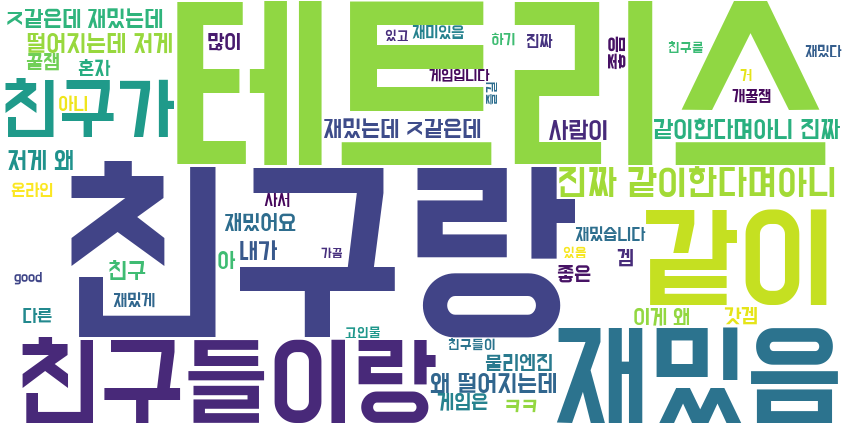 ㅈ같은데 재밌는데
떨어지는데 저게
꿀잼
혼자
많이
테트리스
있고
재미있음
하기
진짜
좋음
친구를
재밌다
게임입니다
즐길
거
개꿀잼
친구가
아니
재밌는데 ㅈ같은데
사람이
같이한다며아니 진짜
저게 왜
온라인
친구랑
진짜 같이한다며아니
사서
재밌어요
내가
가끔
같이
재밌습니다
있음
겜
좋은
아
친구
good
재밌게
다른
이게 왜
갓겜
고인물
친구들이랑
친구들이
재밌음
물리엔진
왜 떨어지는데
게임은
ㅋㅋ